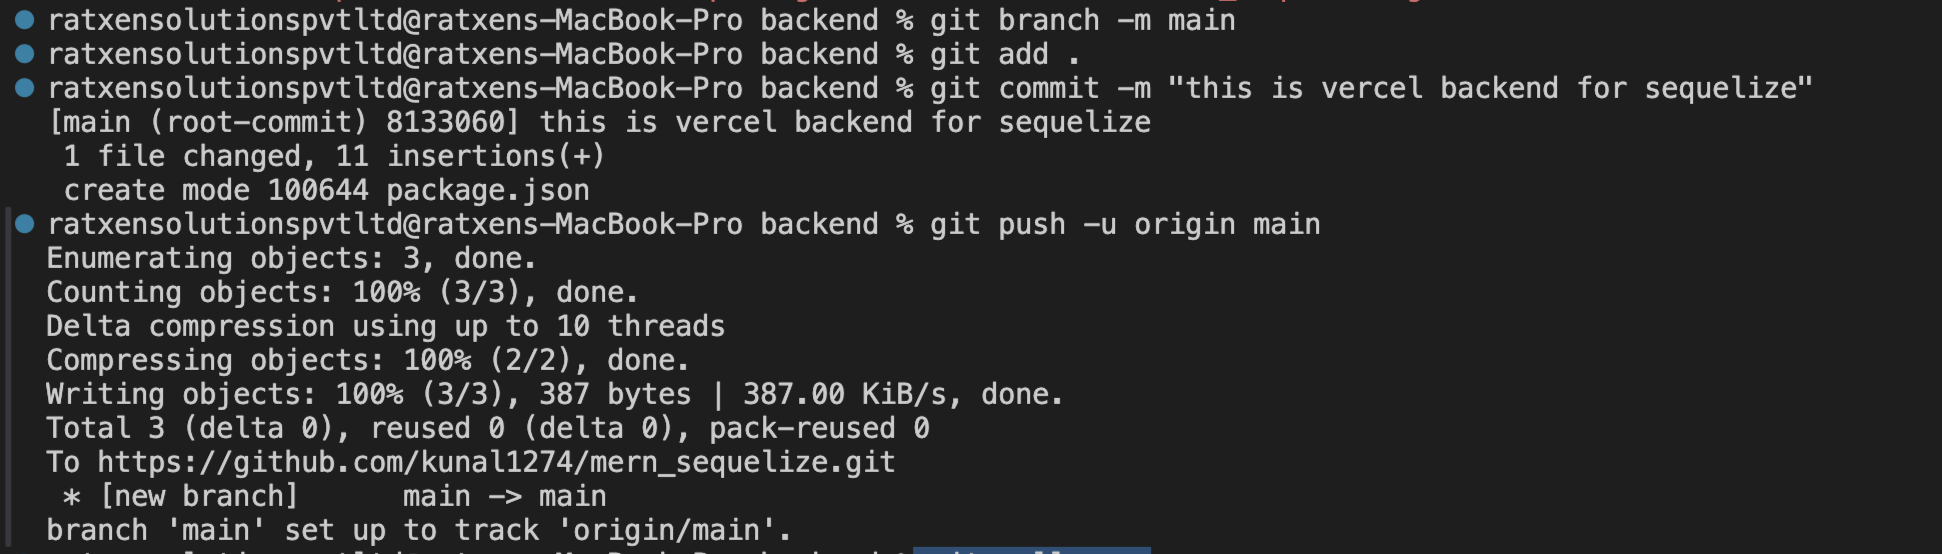 ratxensolutionspvtltd@ratxens-MacBook-Pro backend % git branch -m main
ratxensolutionspvtltd@ratxens-MacBook-Pro backend % git add .
ratxensolutionspvtltd@ratxens-MacBook-Pro backend % git commit -m "this is vercel backend for sequelize"
[main (root-commit) 8133060] this is vercel backend for sequelize
 1 file changed, 11 insertions(+)
 create mode 100644 package.json
ratxensolutionspvtltd@ratxens-MacBook-Pro backend % git push -u origin main
Enumerating objects: 3, done.
Counting objects: 100% (3/3), done.
Delta compression using up to 10 threads
Compressing objects: 100% (2/2), done.
Writing objects: 100% (3/3), 387 bytes | 387.00 KiB/s, done.
Total 3 (delta 0), reused 0 (delta 0), pack-reused 0
To https://github.com/kunal1274/mern_sequelize.git
 * [new branch]      main -> main
branch 'main' set up to track 'origin/main'.